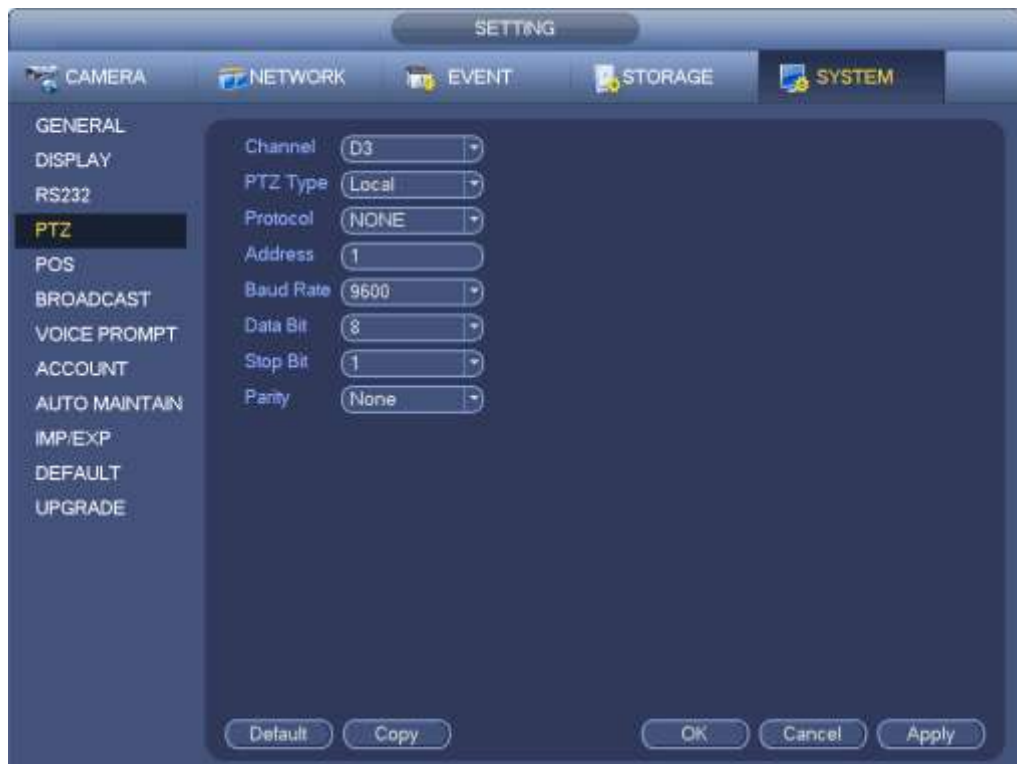 SETTING
CAMERA NETWORK EVENT STORAGE SYSTEM
GENERAL
DISPLAY
RS232
PTZ
POS
BROADCAST
VOICE PROMPT
ACCOUNT
AUTO MAINTAIN
IMP/EXP
DEFAULT
UPGRADE
Channel D3
PTZ Type Local
Protocol NONE
Address 1
Baud Rate 9600
Data Bit 8
Stop Bit 1
Parity None
Default Copy OK Cancel Apply